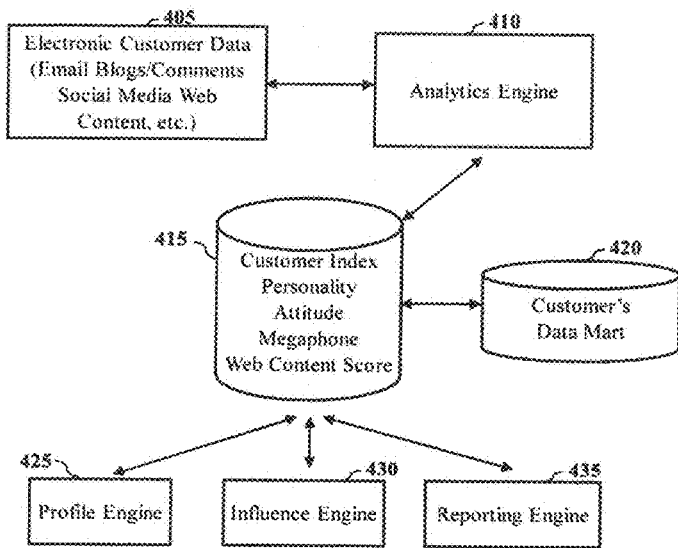 405
Electronic Customer Data
(Email Blogs/Comments
Social Media Web
Content, etc.)
410
Analytics Engine
415
Customer Index
Personality
Attitude
Megaphone
Web Content Score
420
Customer's
Data Mart
425
Profile Engine
430
Influence Engine
435
Reporting Engine